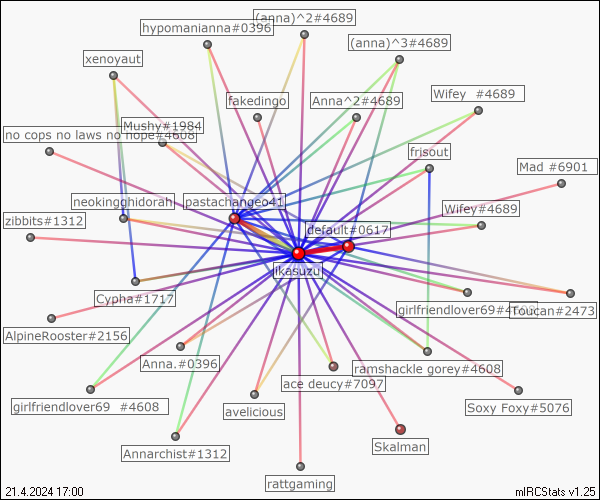 (anna)^2#4689
hypomanianna#0396
(anna)^3#4689
xenoyaut
Wifey  #4689
fakedingo
Anna^2#4689
Mushy#1984
no cops no laws no hope#4608
frisout
Mad #6901
neokingghidorah
pastachangeo41
Wifey#4689
zibbits#1312
default#0617
ikasuzu
Cypha#1717
girlfriendlover69#4
Toucan#2473
AlpineRooster#2156
Anna.#0396
ramshackle gorey#4608
ace deucy#7097
girlfriendlover69  #4608
avelicious
Soxy Foxy#5076
Annarchist#1312
Skalman
rattgaming
21.4.2024 17:00
mIRCStats v1.25